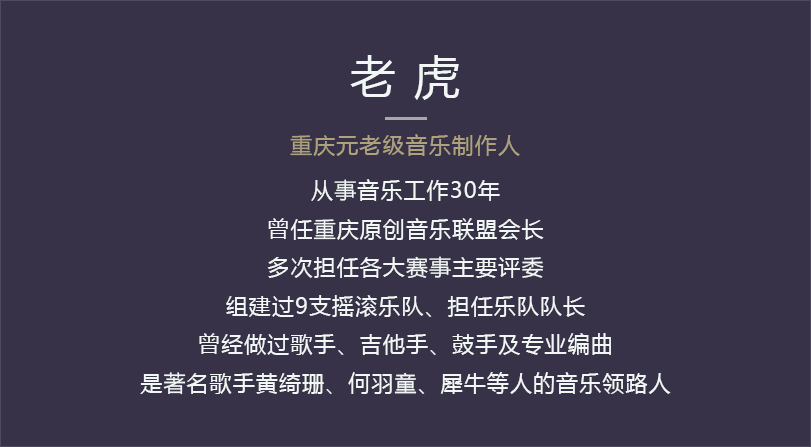 老虎
重庆元老级音乐制作人
从事音乐工作30年
曾任重庆原创音乐联盟会长
多次担任各大赛事主要评委
组建过9支摇滚乐队、担任乐队队长
曾经做过歌手、吉他手、鼓手及专业编曲
是著名歌手黄绮珊、何羽童、犀牛等人的音乐领路人